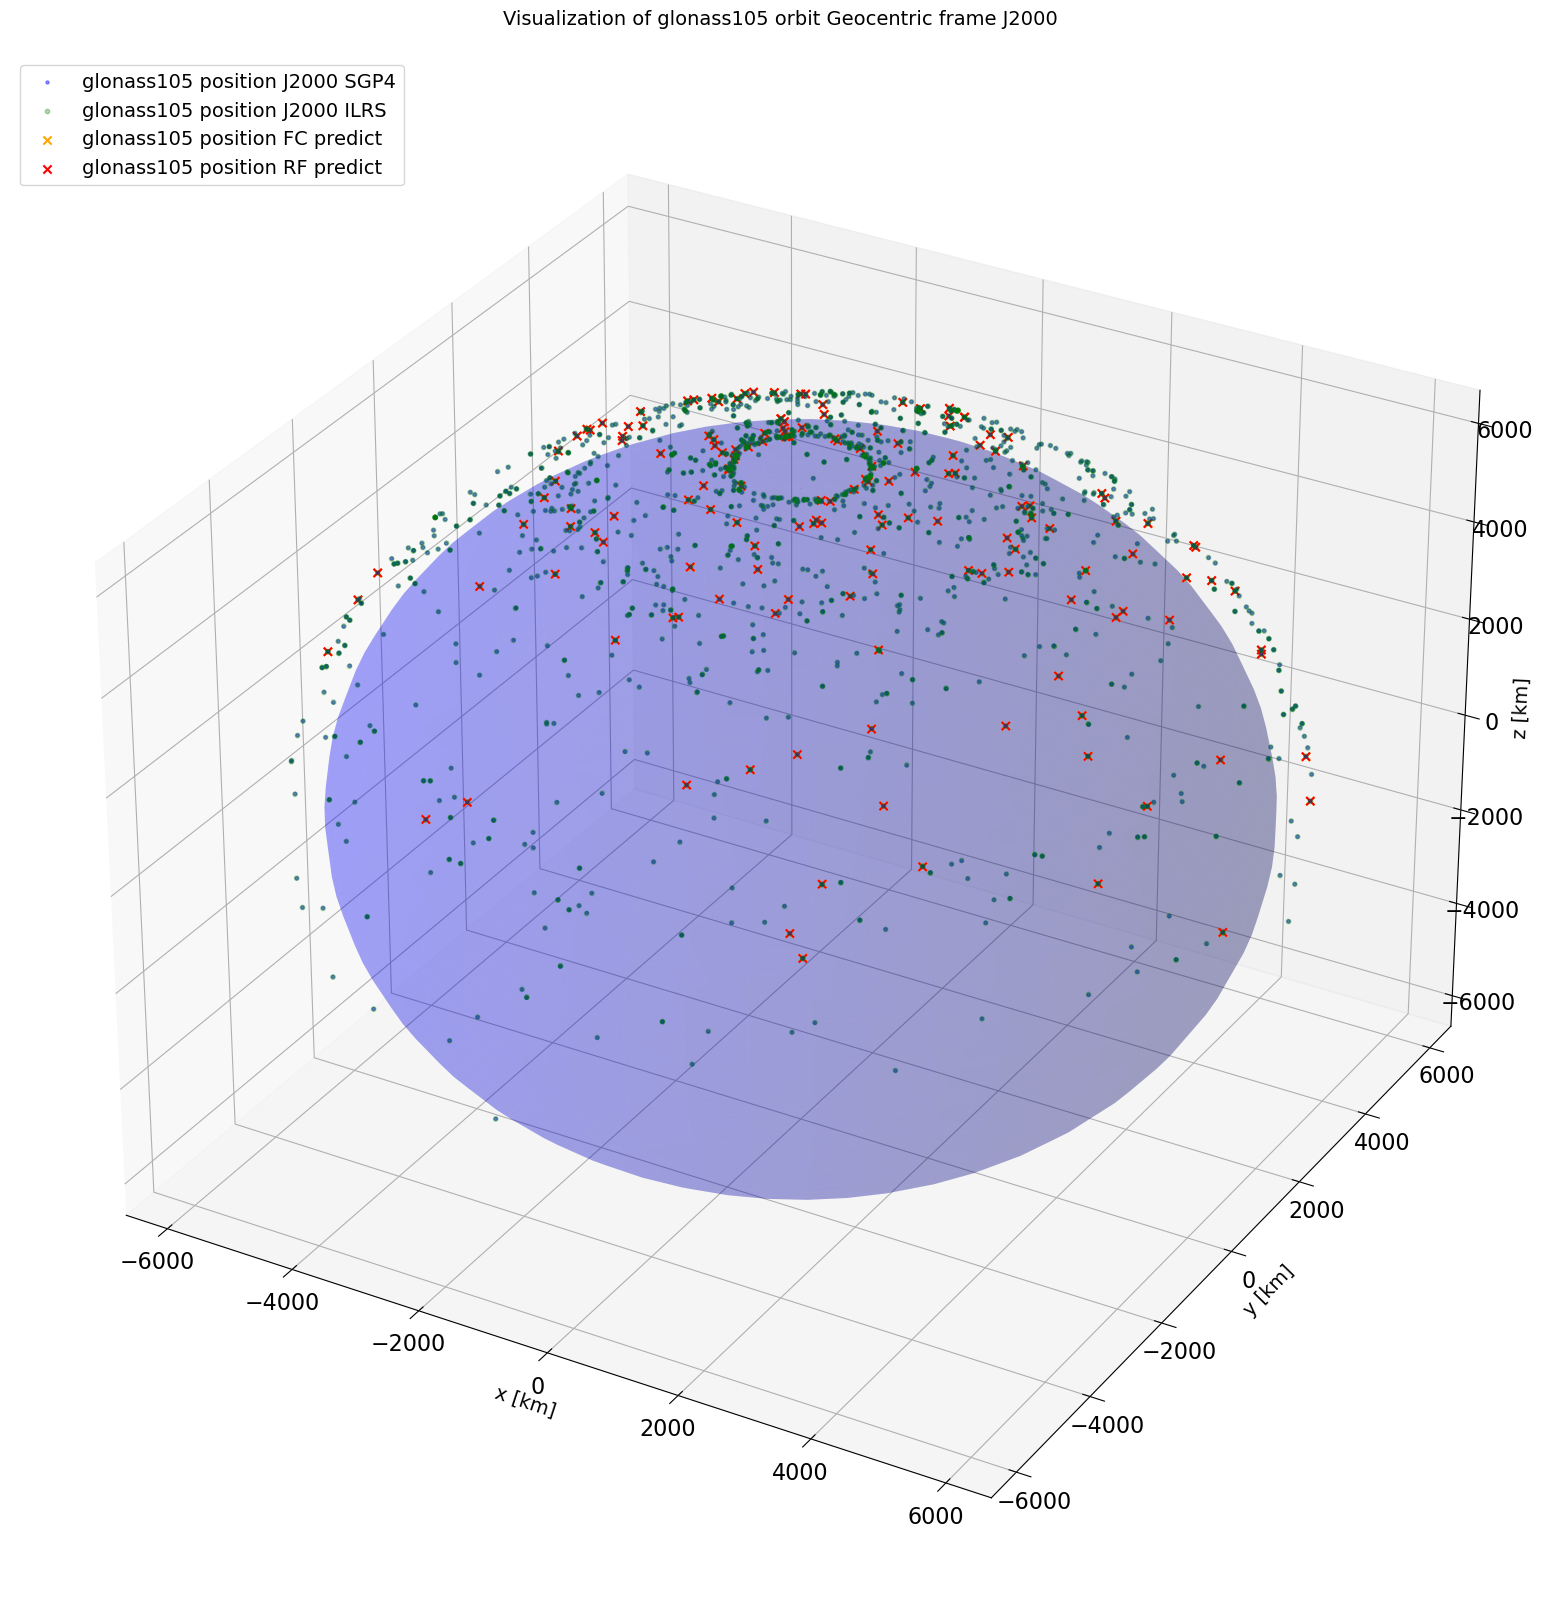 Visualization of glonass105 orbit Geocentric frame J2000
glonass105 position J2000 SGP4
glonass105 position J2000 ILRS
glonass105 position FC predict
glonass105 position RF predict
6000
4000
2000
0
z [km]
−2000
−4000
−6000
6000
4000
2000
0
y [km]
−2000
−4000
−6000
−6000
−4000
−2000
0
x [km]
2000
4000
6000